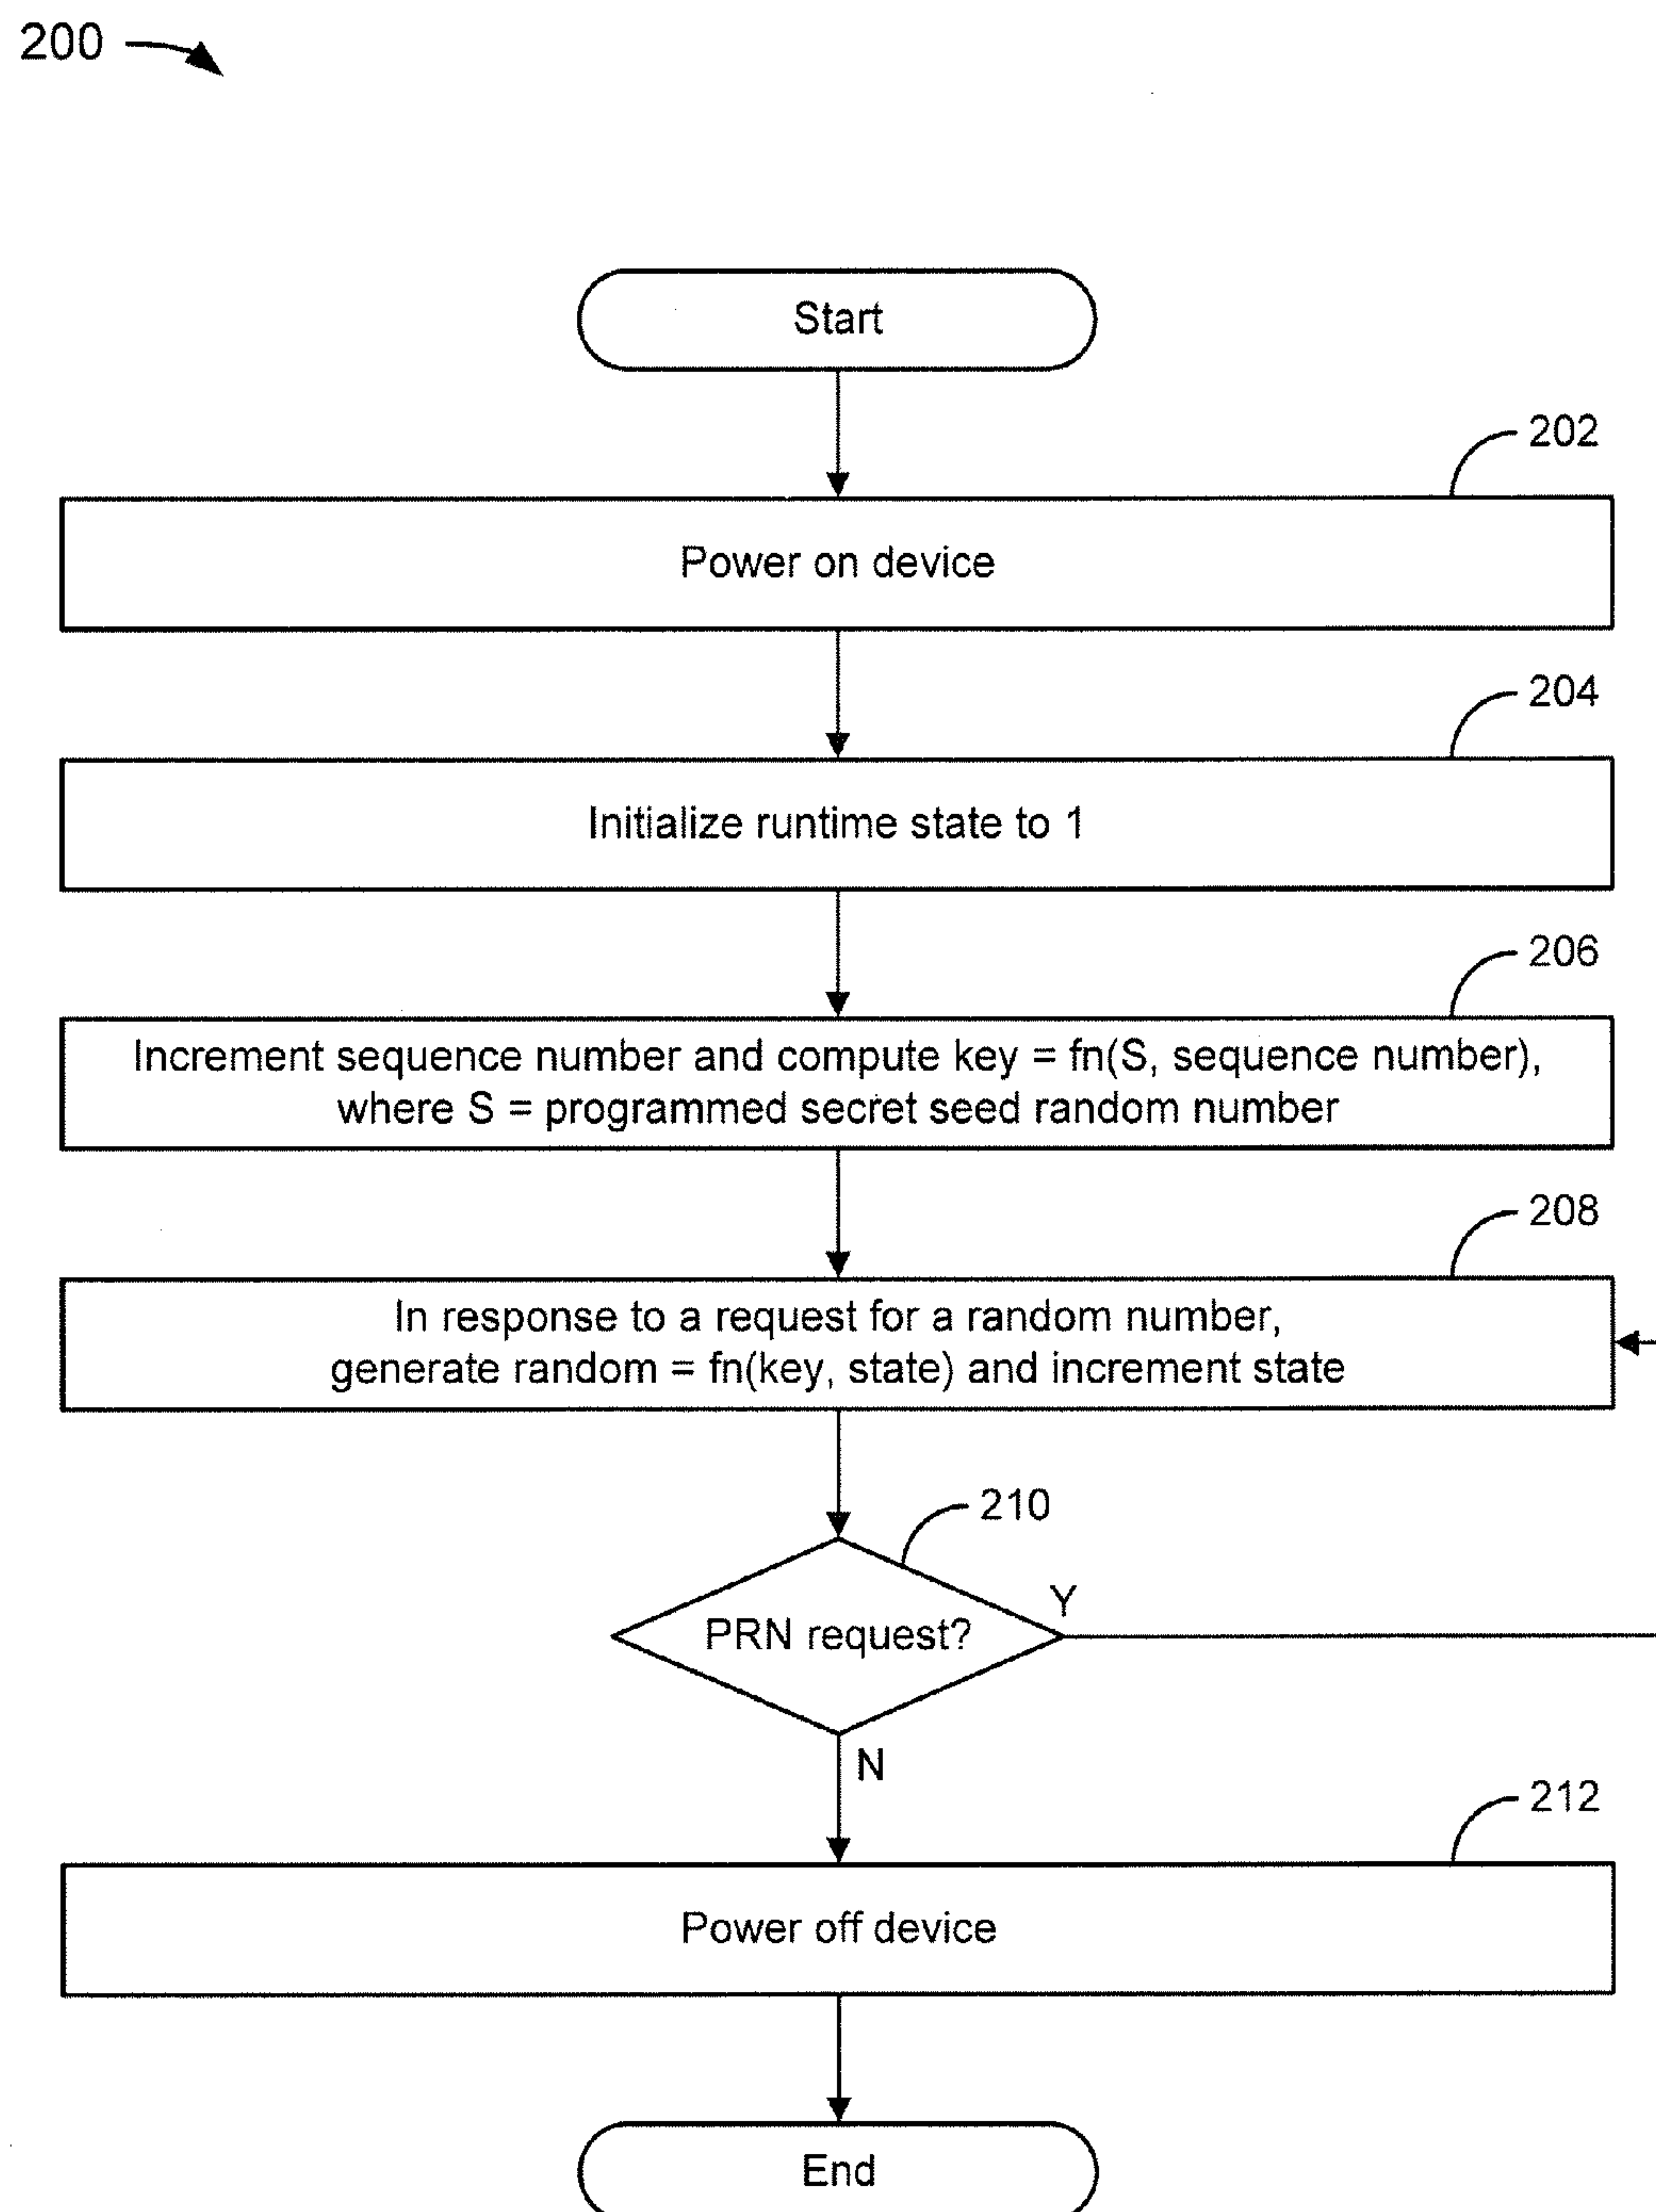 200
Start
202
Power on device
204
Initialize runtime state to 1
206
Increment sequence number and compute key = fn(S, sequence number),
where S = programmed secret seed random number
208
In response to a request for a random number,
generate random = fn(key, state) and increment state
210
PRN request?
Y
N
212
Power off device
End